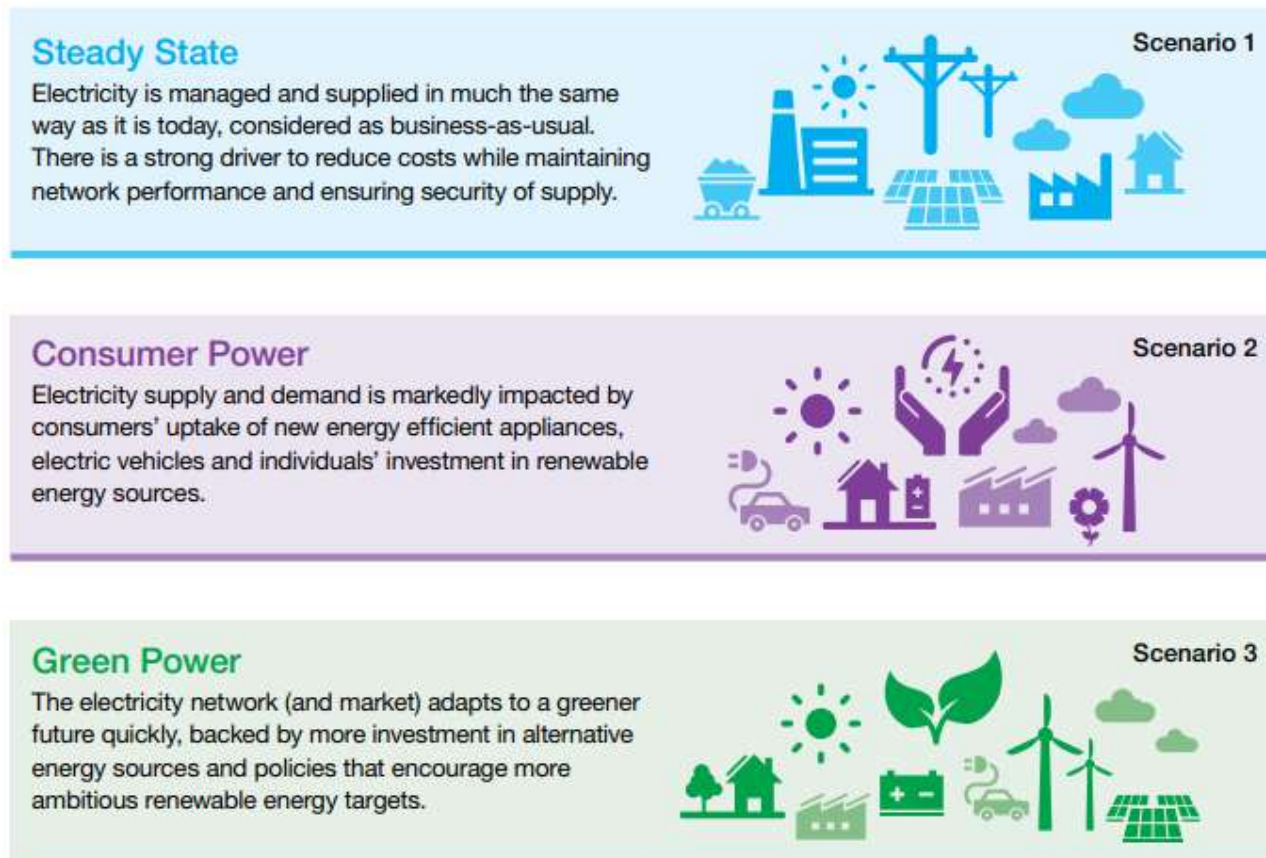 Steady State
Scenario 1
Electricity is managed and supplied in much the same
way as it is today, considered as business-as-usual.
There is a strong driver to reduce costs while maintaining
network performance and ensuring security of supply.
Consumer Power
Scenario 2
Electricity supply and demand is markedly impacted by
consumers’ uptake of new energy efficient appliances,
electric vehicles and individuals’ investment in renewable
energy sources.
Green Power
Scenario 3
The electricity network (and market) adapts to a greener
future quickly, backed by more investment in alternative
energy sources and policies that encourage more
ambitious renewable energy targets.